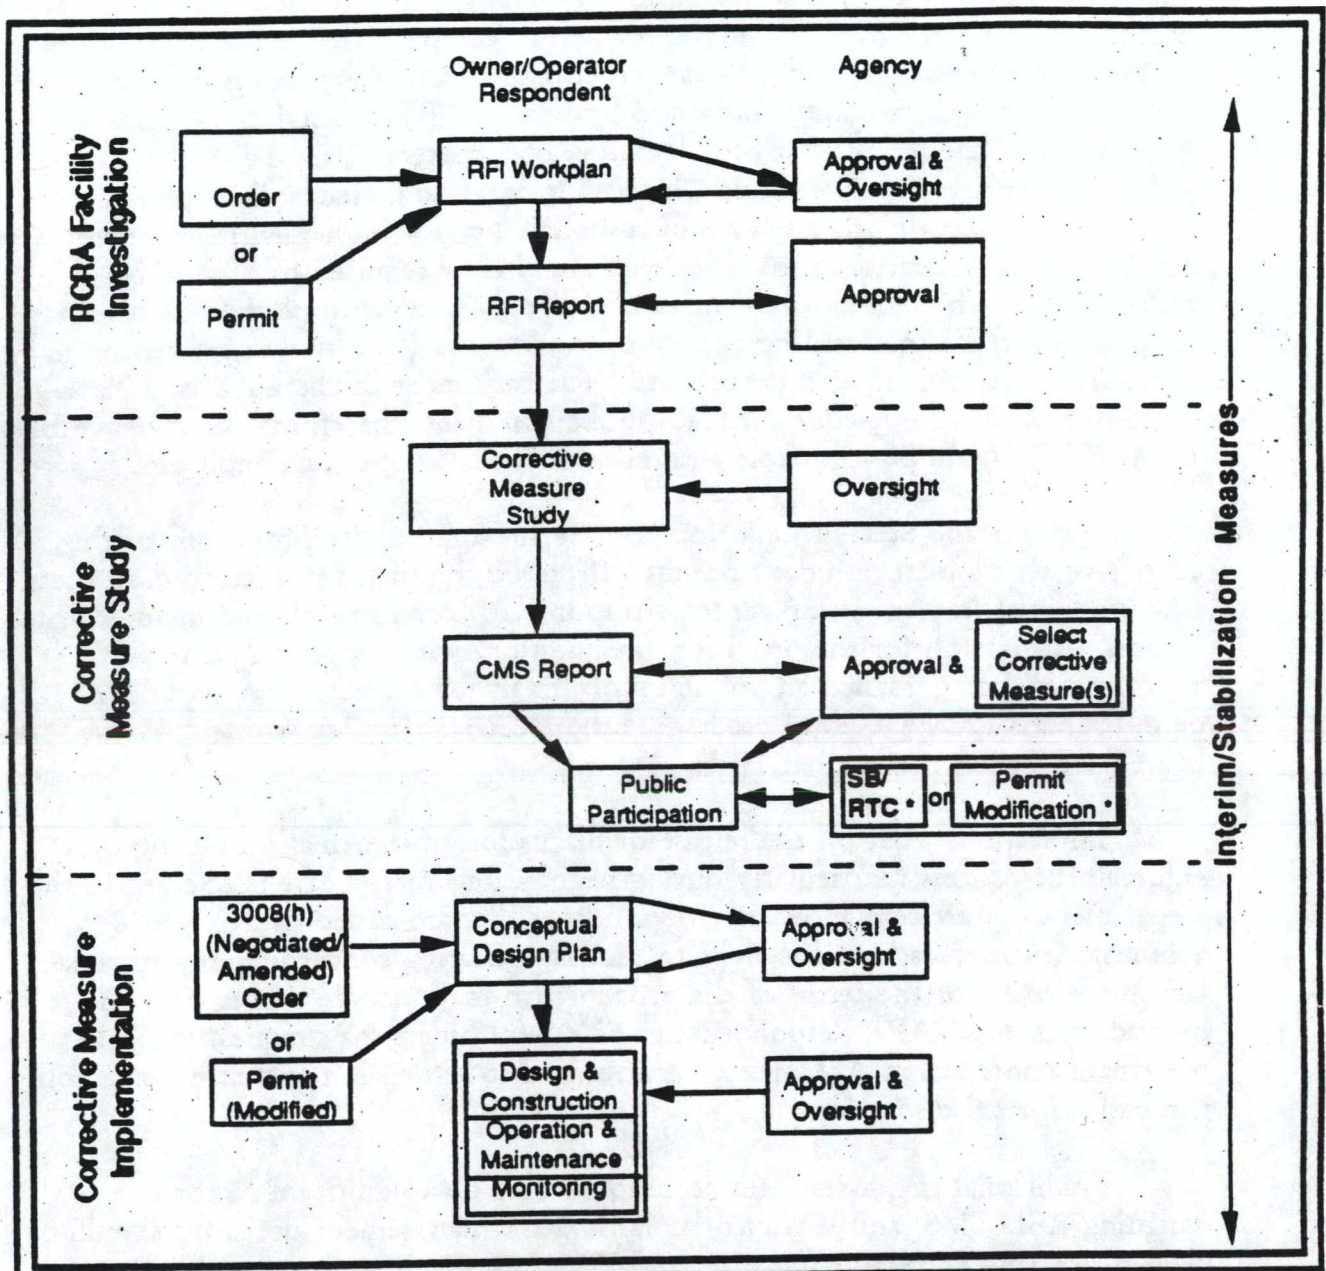 Owner/Operator
Respondent
Agency
RCRA Facility
Investigation
Order
or
Permit
RFI Workplan
Approval &
Oversight
RFI Report
Approval
Corrective
Measure Study
Corrective
Measure
Study
Oversight
CMS Report
Approval &
Select
Corrective
Measure(s)
Public
Participation
SB/
RTC *
or
Permit
Modification *
Corrective Measure
Implementation
3008(h)
(Negotiated/
Amended)
Order
or
Permit
(Modified)
Conceptual
Design Plan
Approval &
Oversight
Design &
Construction
Operation &
Maintenance
Monitoring
Approval &
Oversight
Interim/Stabilization Measures